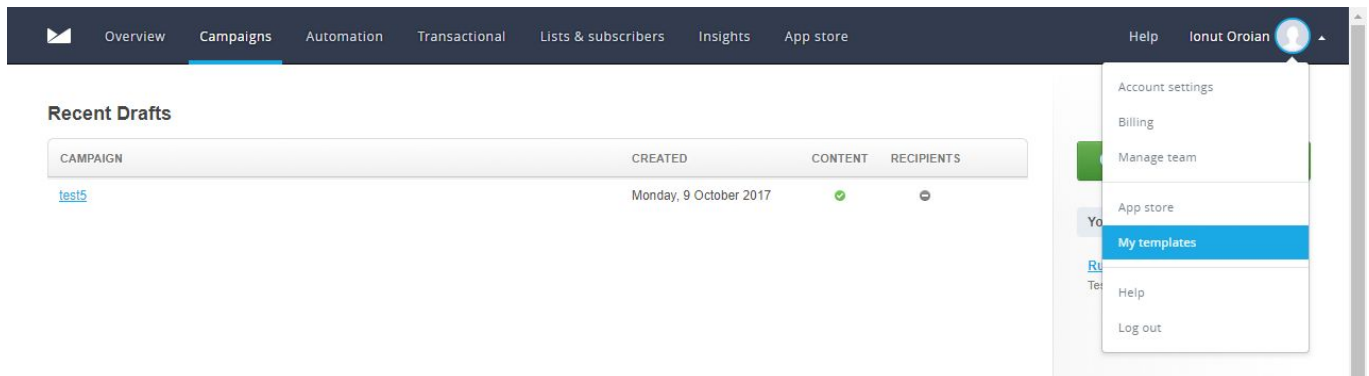 Overview Campaigns Automation Transactional Lists & subscribers Insights App store Help Ionut Oroian
Account settings
Billing
Manage team
App store
My templates
Help
Log out
Recent Drafts
CAMPAIGN CREATED CONTENT RECIPIENTS
test5 Monday, 9 October 2017